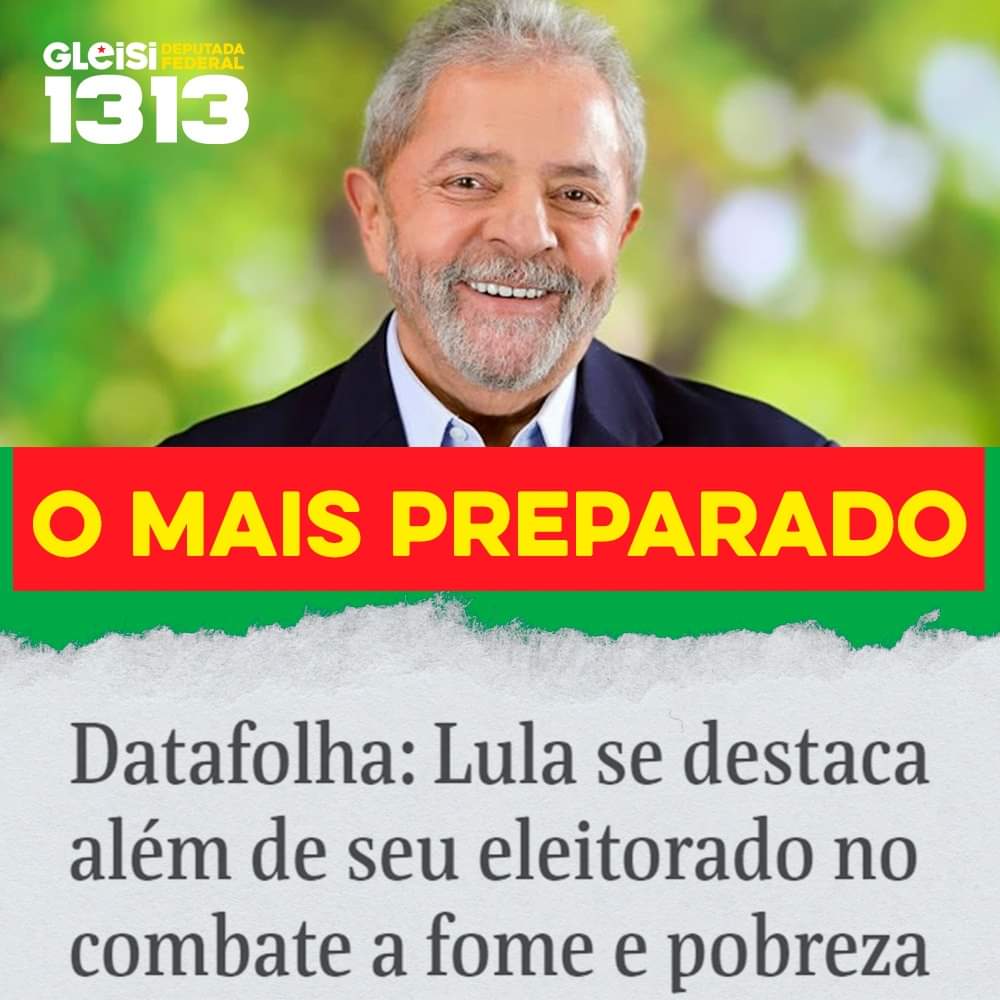 GLEISI DEPUTADA FEDERAL
1313
O MAIS PREPARADO
Datafolha: Lula se destaca
além de seu eleitorado no
combate a fome e pobreza